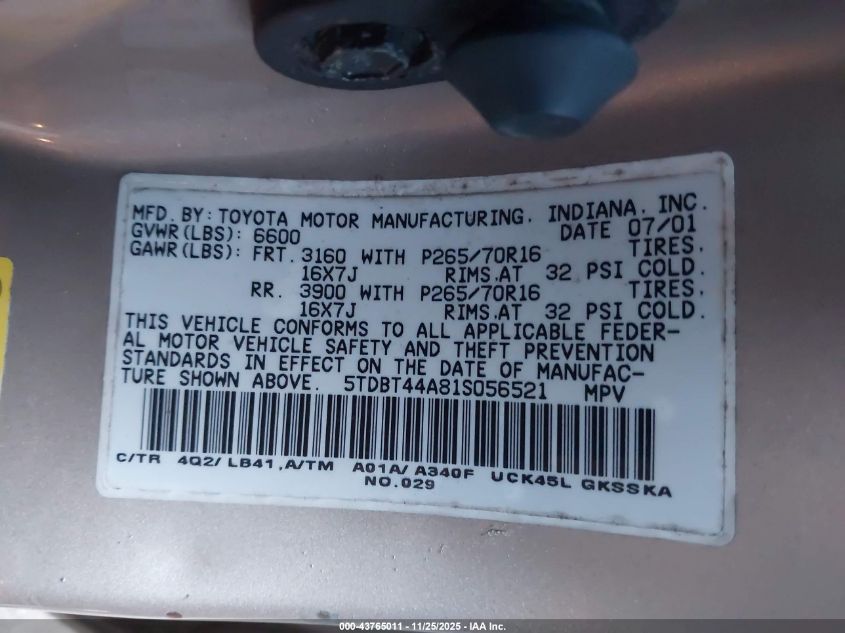 MFD. BY: TOYOTA MOTOR MANUFACTURING, INDIANA, INC.
GVWR(LBS): 6600 DATE 07/01
GAWR(LBS): FRT. 3160 WITH P265/70R16 TIRES,
16X7J RIMS,AT 32 PSI COLD.
RR. 3900 WITH P265/70R16 TIRES,
16X7J RIMS,AT 32 PSI COLD.
THIS VEHICLE CONFORMS TO ALL APPLICABLE FEDER-
AL MOTOR VEHICLE SAFETY AND THEFT PREVENTION
STANDARDS IN EFFECT ON THE DATE OF MANUFAC-
TURE SHOWN ABOVE. 5TDBT44A81S056521 MPV
C/TR 4Q2/ LB41,A/TM A01A/ A340F UCK45L GKSSKA
NO.029
000-43765011 - 11/25/2025 - IAA Inc.